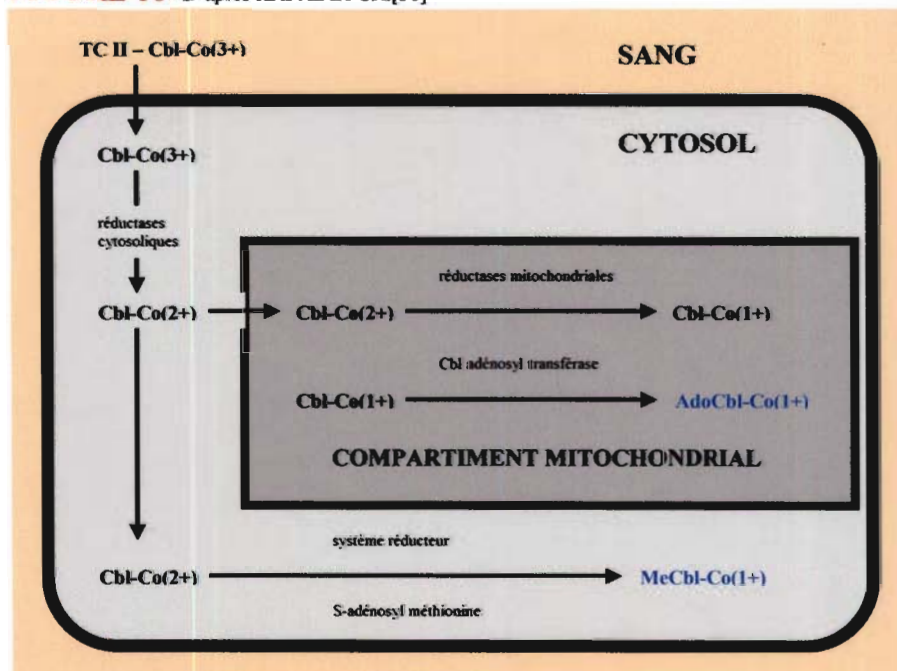 TC II – Cbl-Co(3+)
SANG
CYTOSOL
Cbl-Co(3+)
réductases
cytosoliques
réductases mitochondriales
Cbl-Co(2+)
Cbl-Co(2+)
Cbl-Co(1+)
Cbl adénosyl transférase
Cbl-Co(1+)
AdoCbl-Co(1+)
COMPARTIMENT MITOCHONDRIAL
système réducteur
Cbl-Co(2+)
MeCbl-Co(1+)
S-adénosyl méthionine